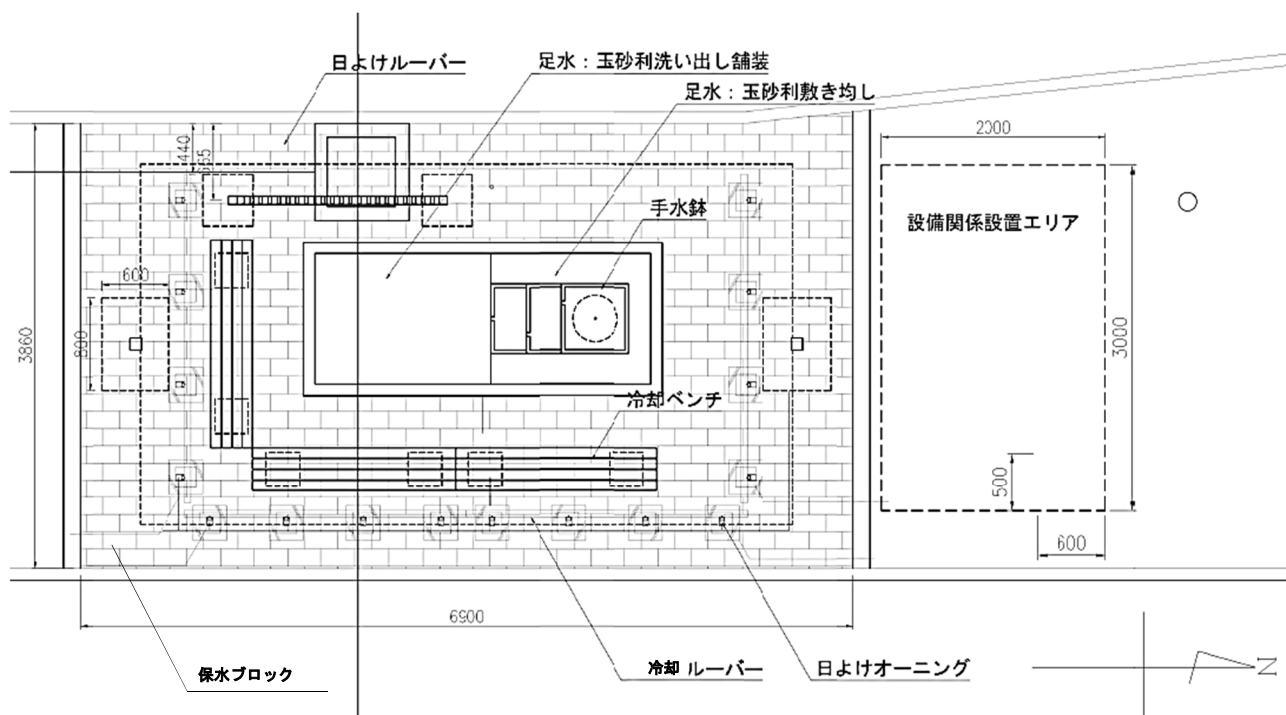 日よけルーバー
足水：玉砂利洗い出し舗装
足水：玉砂利敷き均し
2000
440
565
手水鉢
設備関係設置エリア
600
800
3860
3000
冷却ベンチ
500
600
6900
保水ブロック
冷却 ルーバー
日よけオーニング
N